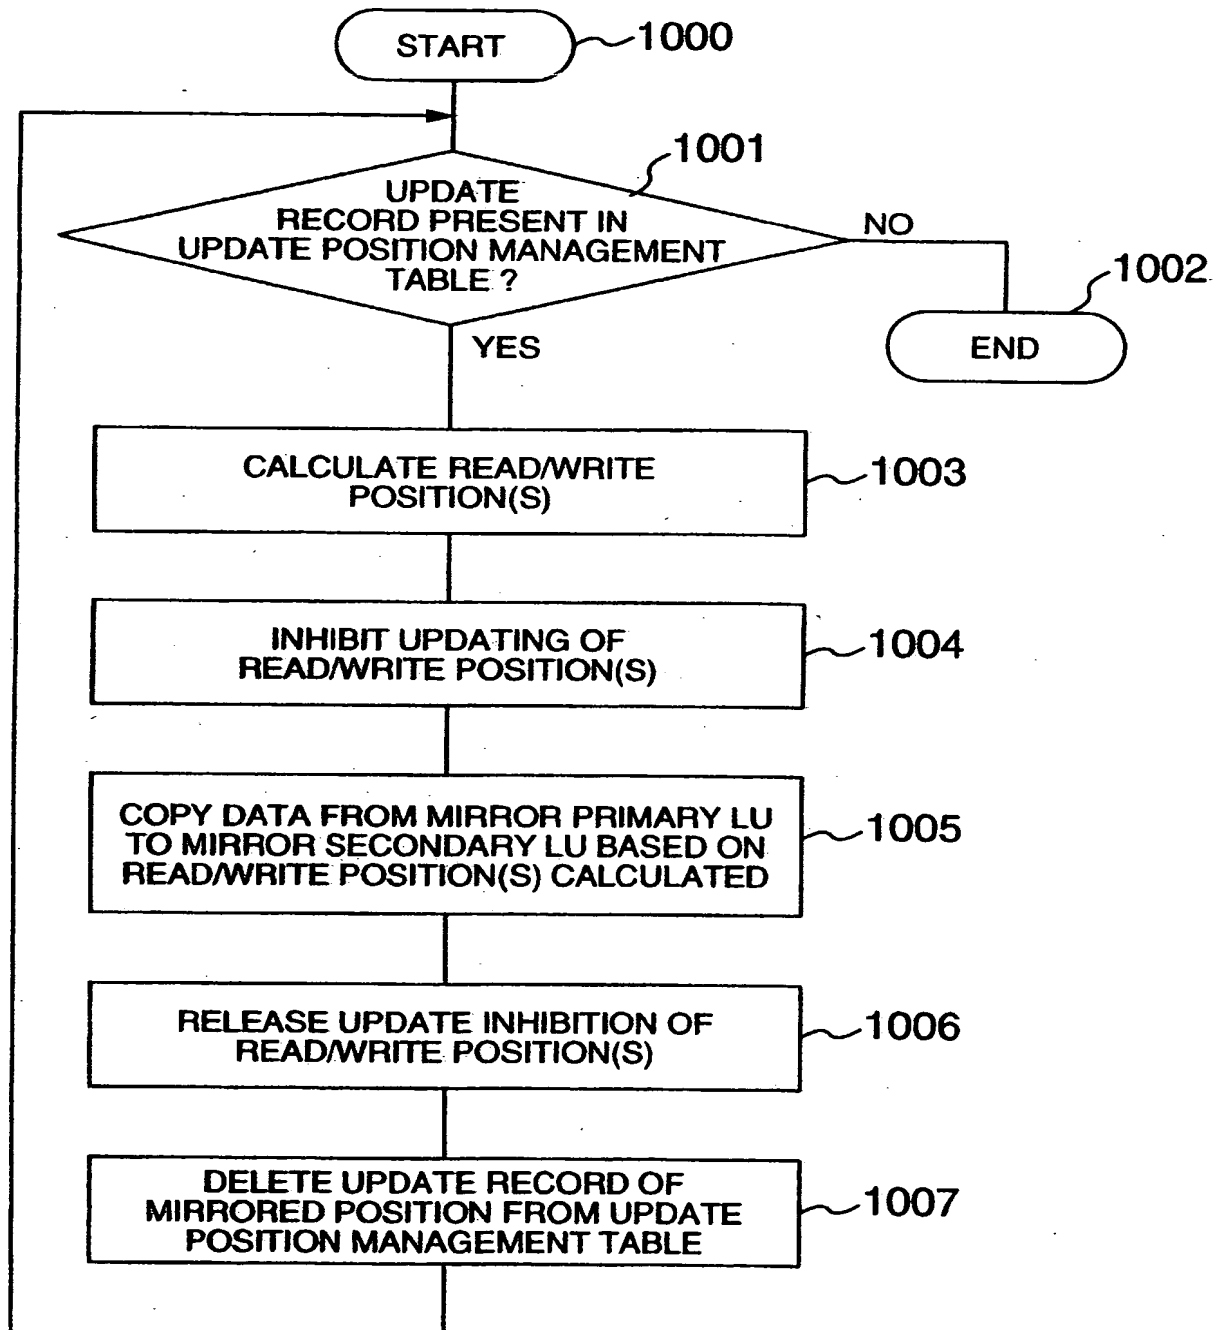 START
1000
1001
UPDATE
RECORD PRESENT IN
UPDATE POSITION MANAGEMENT
TABLE ?
NO
1002
END
YES
CALCULATE READ/WRITE
POSITION(S)
1003
INHIBIT UPDATING OF
READ/WRITE POSITION(S)
1004
COPY DATA FROM MIRROR PRIMARY LU
TO MIRROR SECONDARY LU BASED ON
READ/WRITE POSITION(S) CALCULATED
1005
RELEASE UPDATE INHIBITION OF
READ/WRITE POSITION(S)
1006
DELETE UPDATE RECORD OF
MIRRORED POSITION FROM UPDATE
POSITION MANAGEMENT TABLE
1007